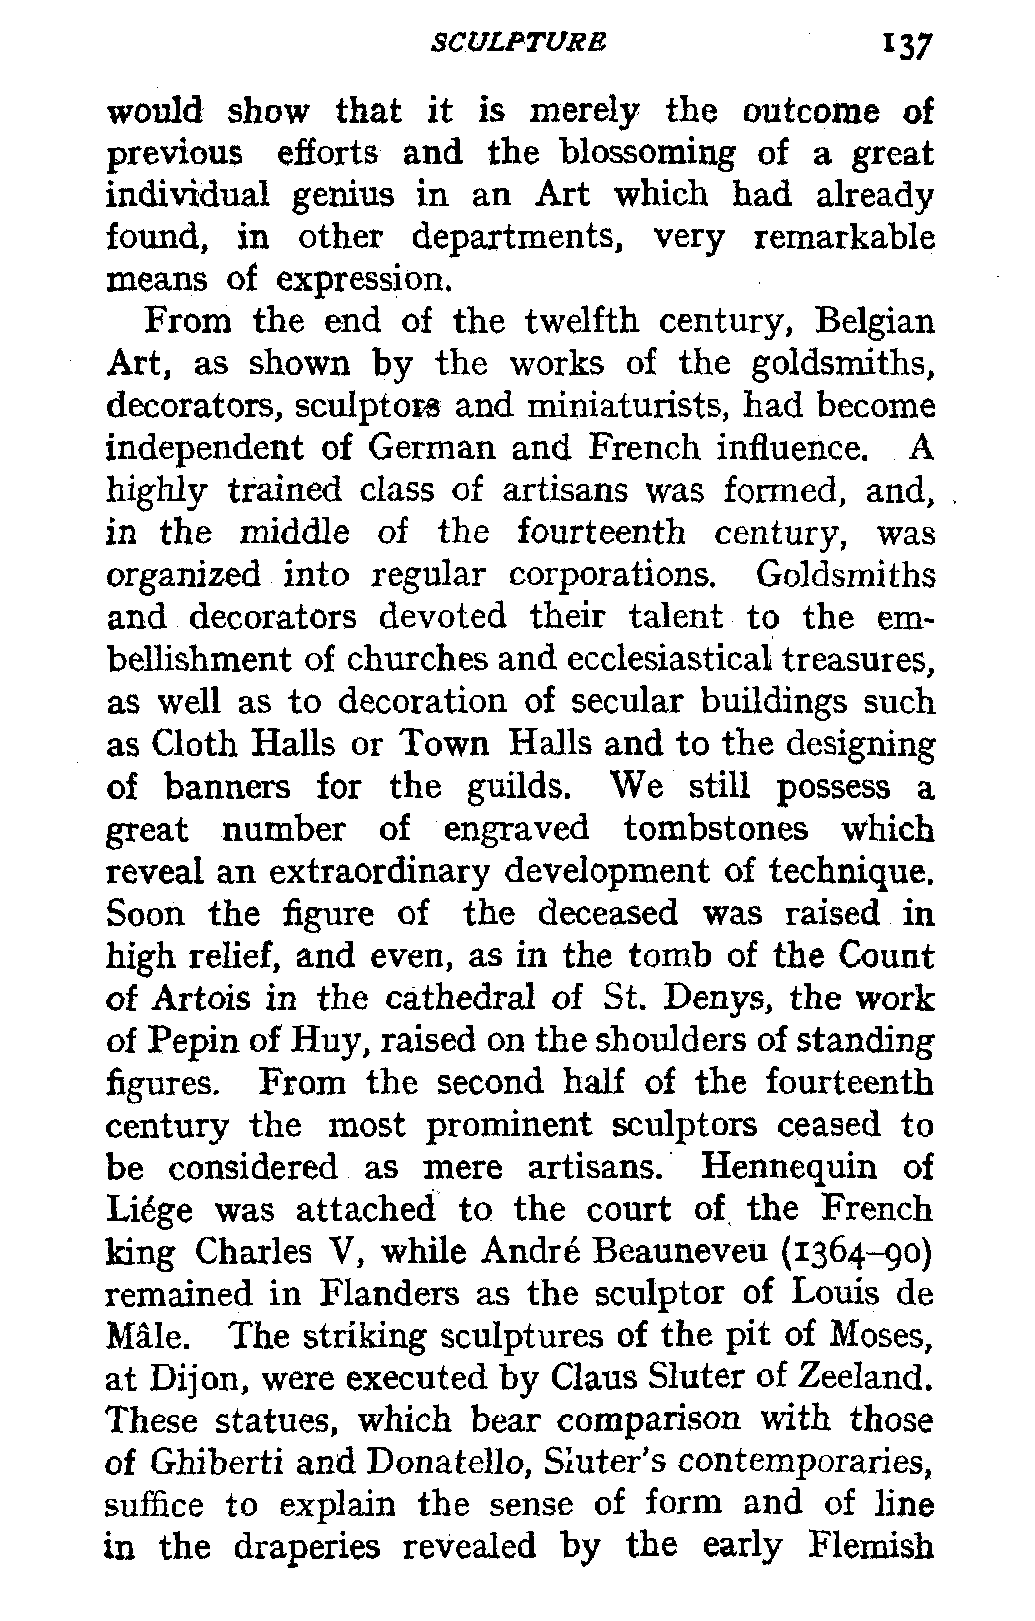 SCULPTURE 137
would show that it is merely the outcome of
previous efforts and the blossoming of a great
individual genius in an Art which had already
found, in other departments, very remarkable
means of expression.
From the end of the twelfth century, Belgian
Art, as shown by the works of the goldsmiths,
decorators, sculptors and miniaturists, had become
independent of German and French influence. A
highly trained class of artisans was formed, and,
in the middle of the fourteenth century, was
organized into regular corporations. Goldsmiths
and decorators devoted their talent to the em-
bellishment of churches and ecclesiastical treasures,
as well as to decoration of secular buildings such
as Cloth Halls or Town Halls and to the designing
of banners for the guilds. We still possess a
great number of engraved tombstones which
reveal an extraordinary development of technique.
Soon the figure of the deceased was raised in
high relief, and even, as in the tomb of the Count
of Artois in the cathedral of St. Denys, the work
of Pepin of Huy, raised on the shoulders of standing
figures. From the second half of the fourteenth
century the most prominent sculptors ceased to
be considered as mere artisans. Hennequin of
Liége was attached to the court of the French
king Charles V, while André Beauneveu (1364–90)
remained in Flanders as the sculptor of Louis de
Mâle. The striking sculptures of the pit of Moses,
at Dijon, were executed by Claus Sluter of Zeeland.
These statues, which bear comparison with those
of Ghiberti and Donatello, Sluter's contemporaries,
suffice to explain the sense of form and of line
in the draperies revealed by the early Flemish